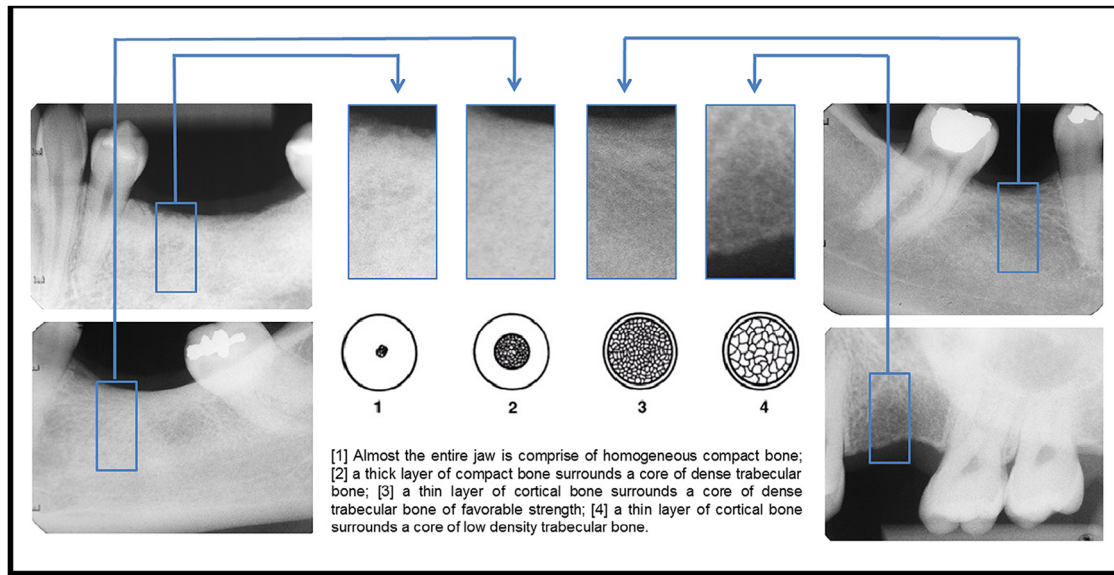 1
2
3
4
[1] Almost the entire jaw is comprise of homogeneous compact bone;
[2] a thick layer of compact bone surrounds a core of dense trabecular
bone; [3] a thin layer of cortical bone surrounds a core of dense
trabecular bone of favorable strength; [4] a thin layer of cortical bone
surrounds a core of low density trabecular bone.